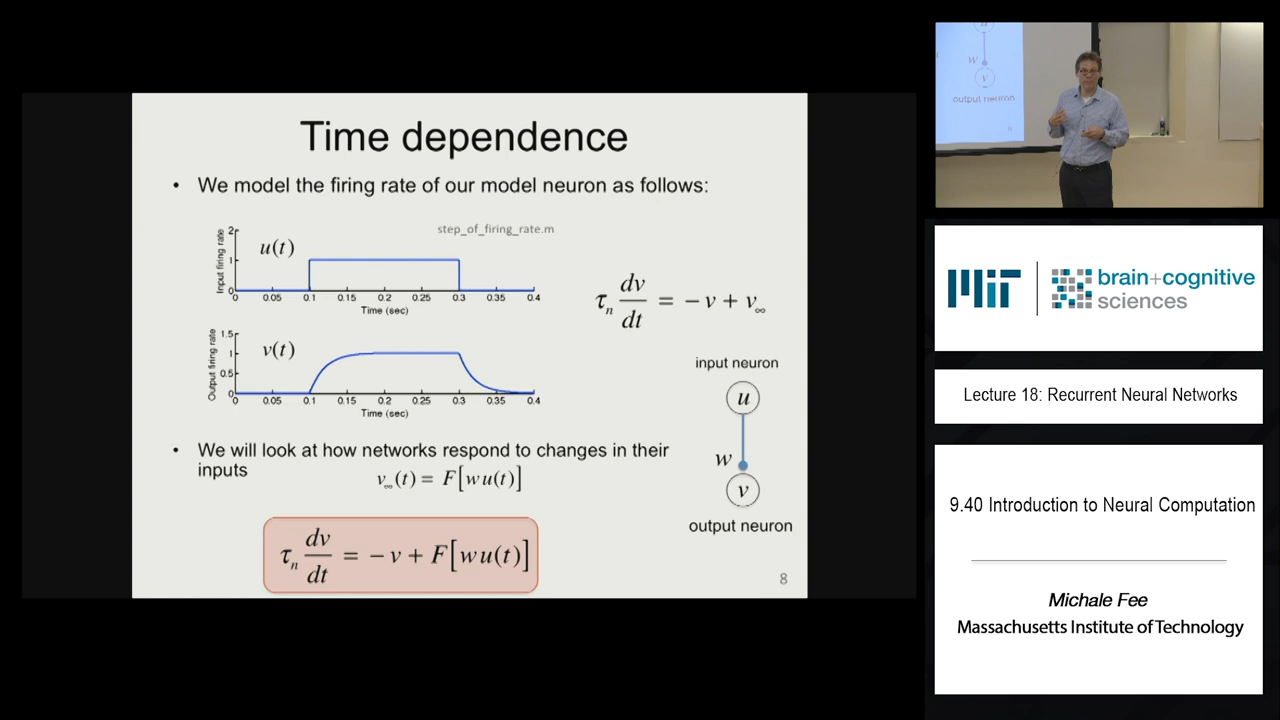 Time dependence
• We model the firing rate of our model neuron as follows:
step_of_firing_rate.m
Input firing rate
u(t)
2
1
0
0 0.05 0.1 0.15 0.2 0.25 0.3 0.35 0.4
Time (sec)
τₙ dv/dt = − v + v∞
Output firing rate
v(t)
1.5
1
0.5
0
0 0.05 0.1 0.15 0.2 0.25 0.3 0.35 0.4
Time (sec)
input neuron
u
w
v
output neuron
• We will look at how networks respond to changes in their
inputs
v∞(t) = F[wu(t)]
τₙ dv/dt = − v + F[wu(t)]
8
w
v
output neuron
MIT
brain+cognitive
sciences
Lecture 18: Recurrent Neural Networks
9.40 Introduction to Neural Computation
Michale Fee
Massachusetts Institute of Technology